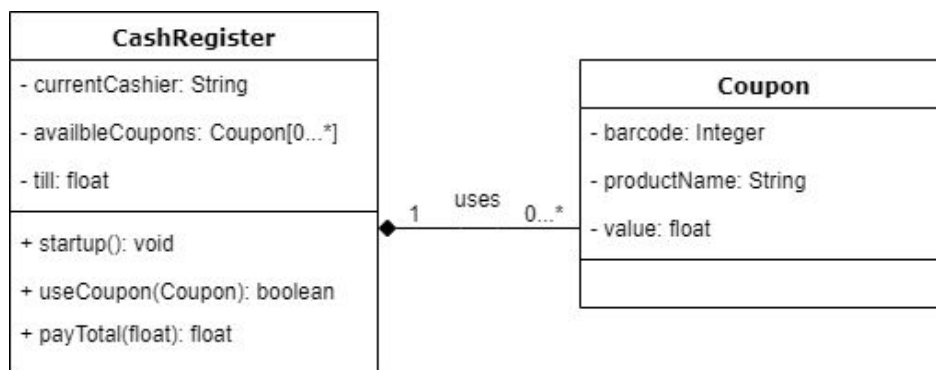 CashRegister
- currentCashier: String
- availbleCoupons: Coupon[0...*]
- till: float
+ startup(): void
+ useCoupon(Coupon): boolean
+ payTotal(float): float
1
uses
0...*
Coupon
- barcode: Integer
- productName: String
- value: float